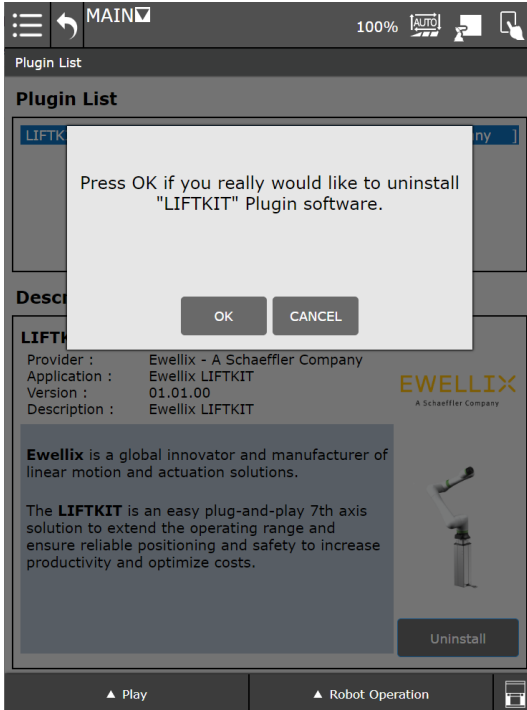 MAIN
100%
AUTO
Plugin List
Plugin List
LIFTK
ny ]
Press OK if you really would like to uninstall
"LIFTKIT" Plugin software.
OK
CANCEL
Descr
LIFTK
Provider : Ewellix - A Schaeffler Company
Application : Ewellix LIFTKIT
Version : 01.01.00
Description : Ewellix LIFTKIT
EWELLIX
A Schaeffler Company
Ewellix is a global innovator and manufacturer of
linear motion and actuation solutions.
The LIFTKIT is an easy plug-and-play 7th axis
solution to extend the operating range and
ensure reliable positioning and safety to increase
productivity and optimize costs.
Uninstall
▲ Play
▲ Robot Operation